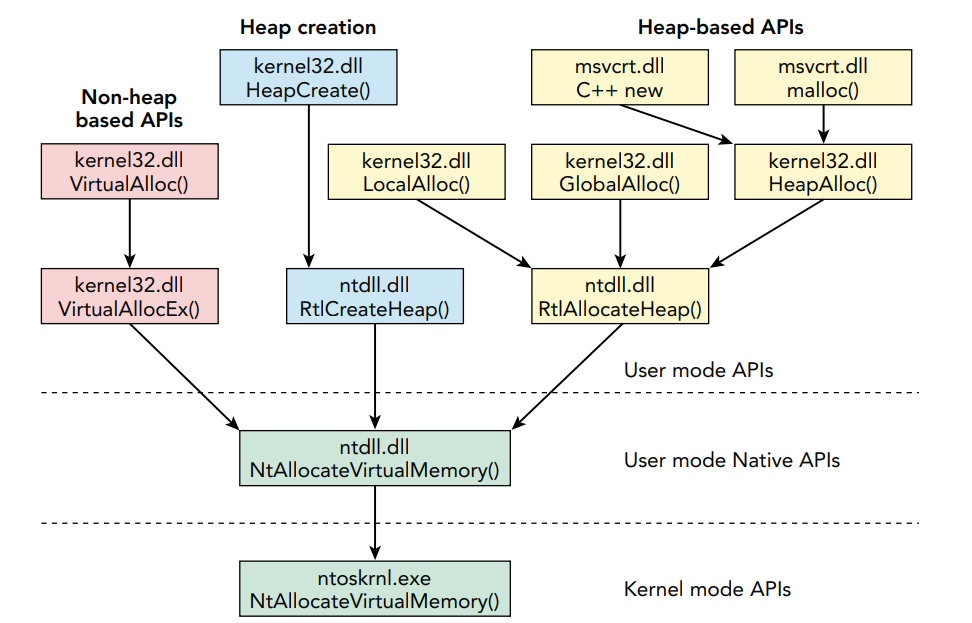 Heap creation
Heap-based APIs
kernel32.dll
HeapCreate()
msvcrt.dll
C++ new
msvcrt.dll
malloc()
Non-heap
based APIs
kernel32.dll
VirtualAlloc()
kernel32.dll
LocalAlloc()
kernel32.dll
GlobalAlloc()
kernel32.dll
HeapAlloc()
kernel32.dll
VirtualAllocEx()
ntdll.dll
RtlCreateHeap()
ntdll.dll
RtlAllocateHeap()
User mode APIs
ntdll.dll
NtAllocateVirtualMemory()
User mode Native APIs
ntoskrnl.exe
NtAllocateVirtualMemory()
Kernel mode APIs